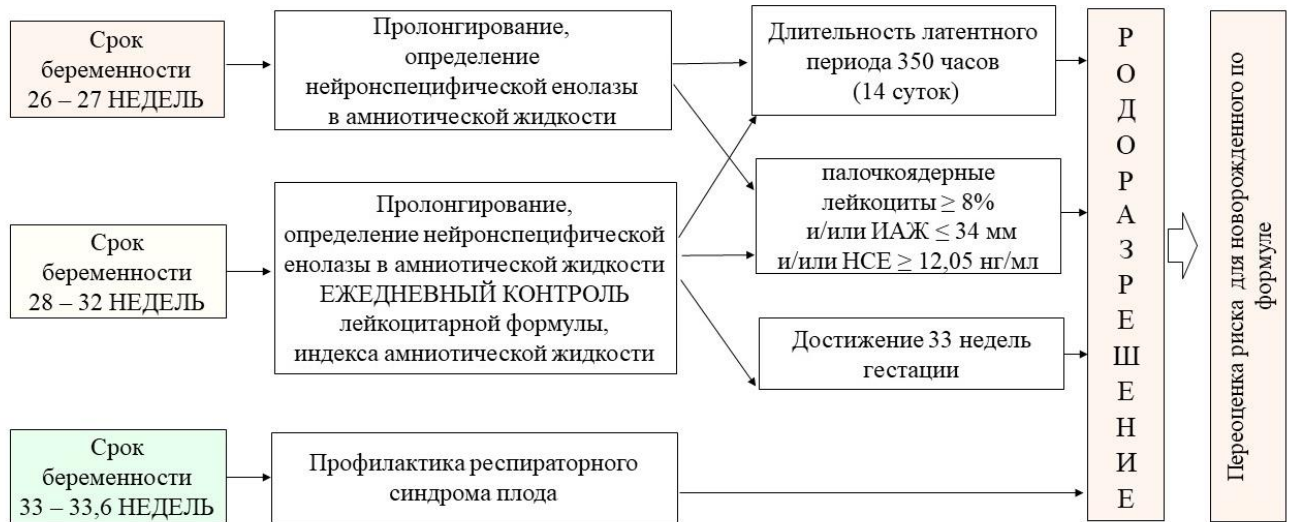 Срок
беременности
26 – 27 НЕДЕЛЬ
Пролонгирование,
определение
нейронспецифической енолазы
в амниотической жидкости
Длительность латентного
периода 350 часов
(14 суток)
Срок
беременности
28 – 32 НЕДЕЛЬ
Пролонгирование,
определение нейронспецифической
енолазы в амниотической жидкости
ЕЖЕДНЕВНЫЙ КОНТРОЛЬ
лейкоцитарной формулы,
индекса амниотической жидкости
палочкоядерные
лейкоциты ≥ 8%
и/или ИАЖ ≤ 34 мм
и/или НСЕ ≥ 12,05 нг/мл
Достижение 33 недель
гестации
Срок
беременности
33 – 33,6 НЕДЕЛЬ
Профилактика респираторного
синдрома плода
Р
О
Д
О
Р
А
З
Р
Е
Ш
Е
Н
И
Е
Переоценка риска для новорожденного по
формуле